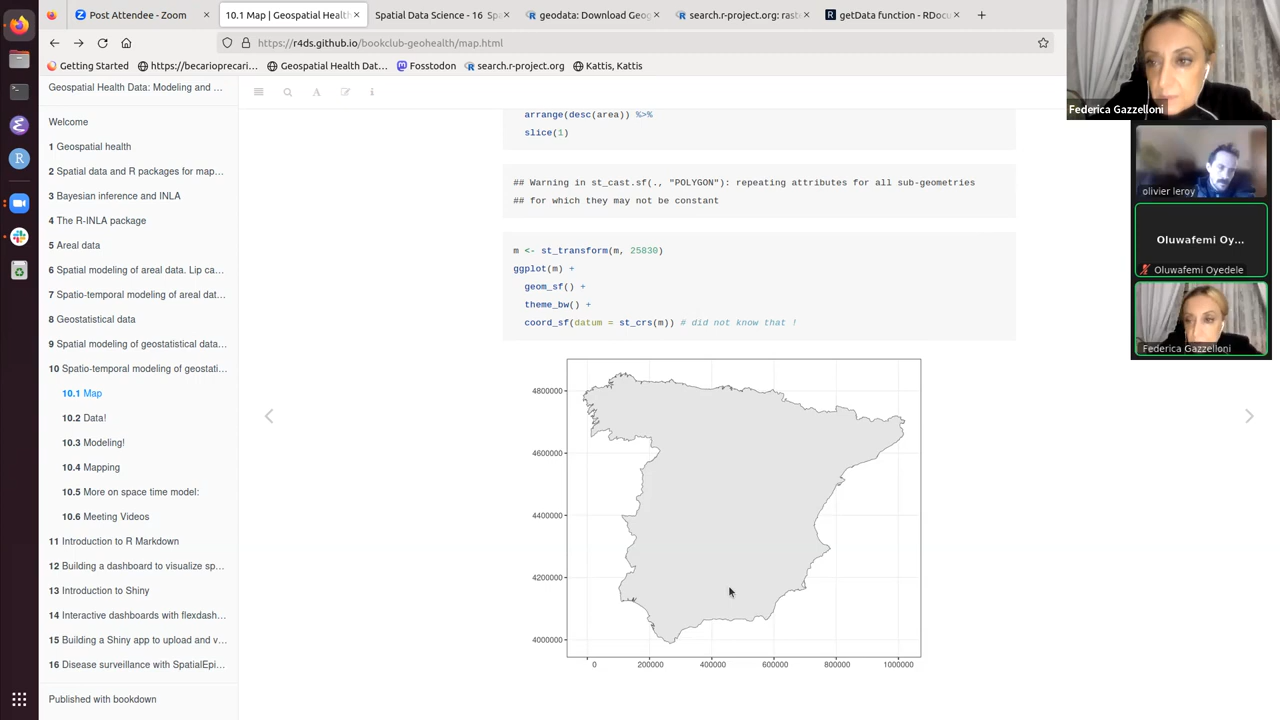 Post Attendee - Zoom
10.1 Map | Geospatial Healt
Spatial Data Science - 16 Sp
geodata: Download Geog
search.r-project.org: raste
getData function - RDocu
https://r4ds.github.io/bookclub-geohealth/map.html
Getting Started
https://becarioprecari...
Geospatial Health Dat...
Fosstodon
search.r-project.org
Kattis, Kattis
Geospatial Health Data: Modeling and ...
Welcome
1 Geospatial health
2 Spatial data and R packages for map...
3 Bayesian inference and INLA
4 The R-INLA package
5 Areal data
6 Spatial modeling of areal data. Lip ca...
7 Spatio-temporal modeling of areal dat...
8 Geostatistical data
9 Spatial modeling of geostatistical data...
10 Spatio-temporal modeling of geostati...
10.1 Map
10.2 Data!
10.3 Modeling!
10.4 Mapping
10.5 More on space time model:
10.6 Meeting Videos
11 Introduction to R Markdown
12 Building a dashboard to visualize sp...
13 Introduction to Shiny
14 Interactive dashboards with flexdash...
15 Building a Shiny app to upload and v...
16 Disease surveillance with SpatialEpi...
Published with bookdown
arrange(desc(area)) %>%
slice(1)
## Warning in st_cast.sf(., "POLYGON"): repeating attributes for all sub-geometries
## for which they may not be constant
m <- st_transform(m, 25830)
ggplot(m) +
geom_sf() +
theme_bw() +
coord_sf(datum = st_crs(m)) # did not know that !
4800000
4600000
4400000
4200000
4000000
0 200000 400000 600000 800000 1000000
Federica Gazzelloni
olivier leroy
Oluwafemi Oy...
Oluwafemi Oyedele
Federica Gazzelloni